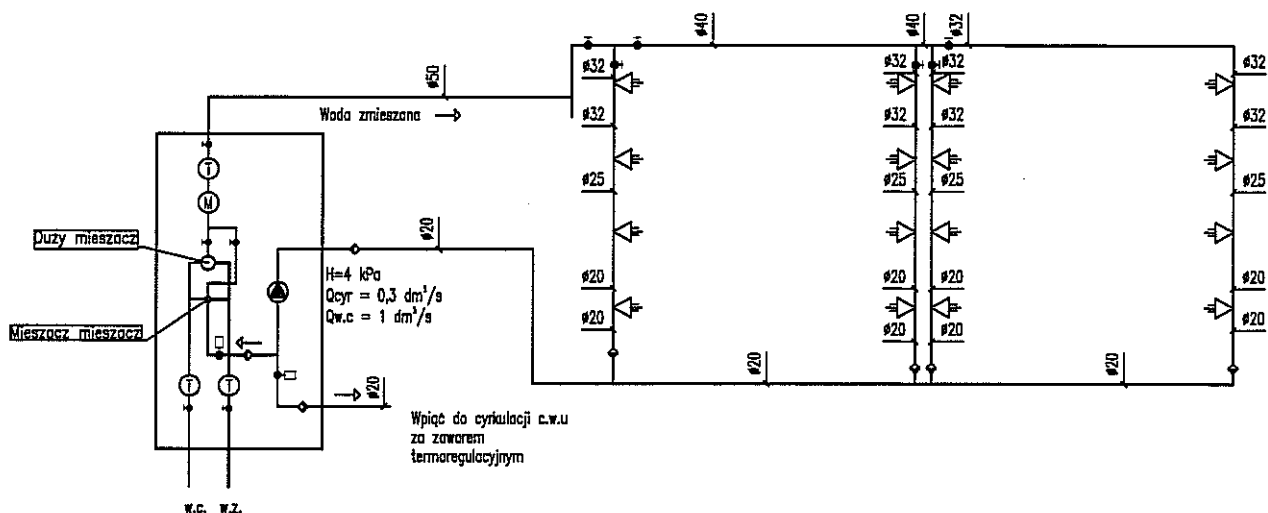 ø40
ø40
ø32
ø50
Woda zmieszana
ø32
ø32
ø32
ø32
ø32
ø32
ø32
ø32
T
M
ø25
ø25
ø25
ø25
Duży mieszacz
ø20
H=4 kPa
Qcyr = 0,3 dm³/s
Qw.c = 1 dm³/s
ø20
ø20
ø20
ø20
Mieszacz mieszacz
ø20
ø20
ø20
ø20
T
T
ø20
ø20
ø20
Wpiąć do cyrkulacji c.w.u
za zaworem
termoregulacyjnym
w.c.
w.z.